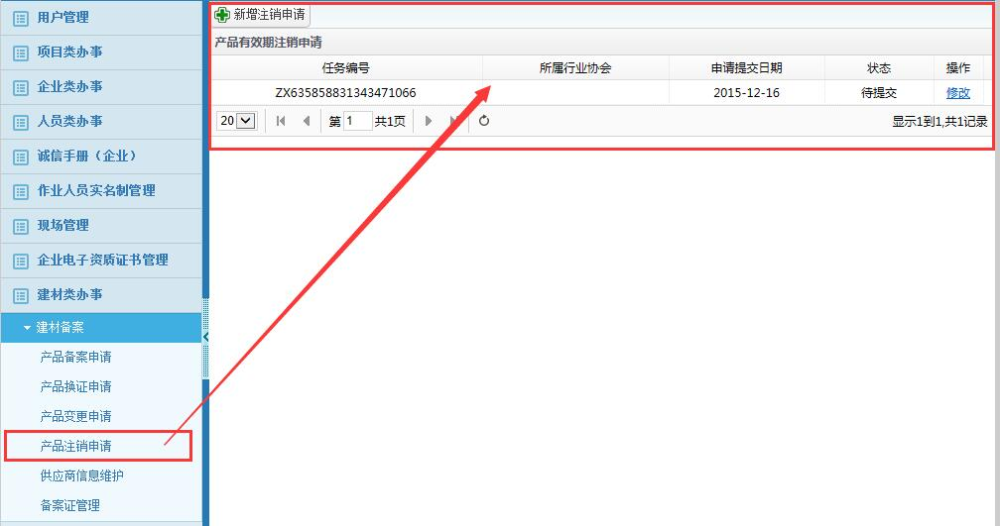 用户管理
项目类办事
企业类办事
人员类办事
诚信手册（企业）
作业人员实名制管理
现场管理
企业电子资质证书管理
建材类办事
建材备案
产品备案申请
产品换证申请
产品变更申请
产品注销申请
供应商信息维护
备案证管理
新增注销申请
产品有效期注销申请
任务编号 所属行业协会 申请提交日期 状态 操作
ZX635858831343471066 2015-12-16 待提交 修改
20 第 1 共1页 显示1到1,共1记录